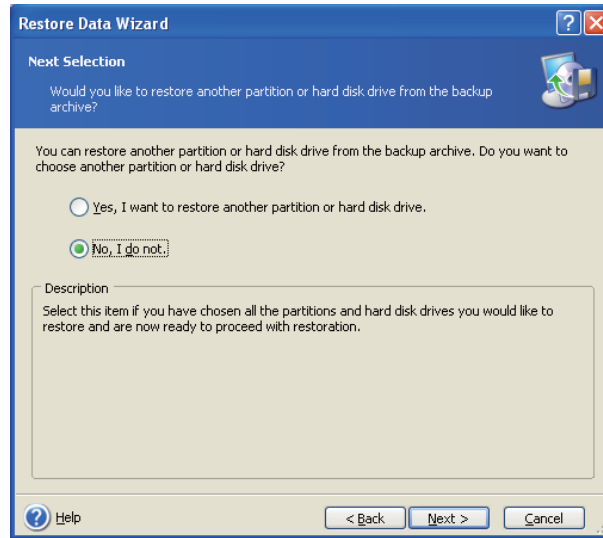 Restore Data Wizard
Next Selection
Would you like to restore another partition or hard disk drive from the backup
archive?
You can restore another partition or hard disk drive from the backup archive. Do you want to
choose another partition or hard disk drive?
Yes, I want to restore another partition or hard disk drive.
No, I do not.
Description
Select this item if you have chosen all the partitions and hard disk drives you would like to
restore and are now ready to proceed with restoration.
Help
< Back
Next >
Cancel